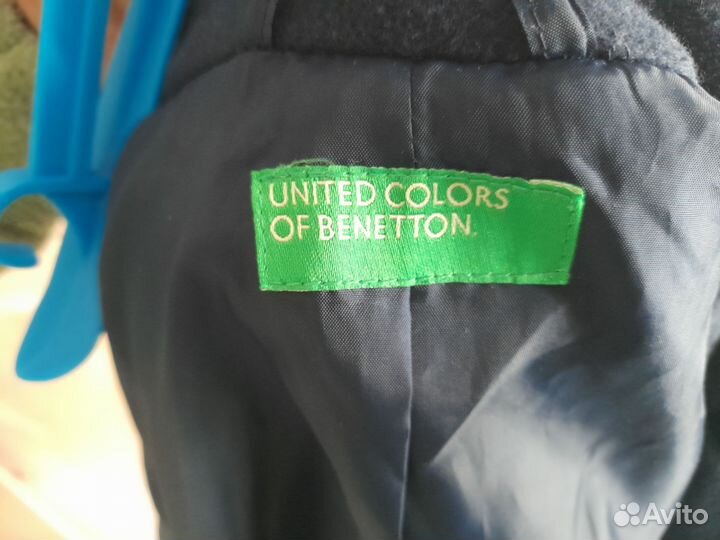 UNITED COLORS
OF BENETTON.
Avito